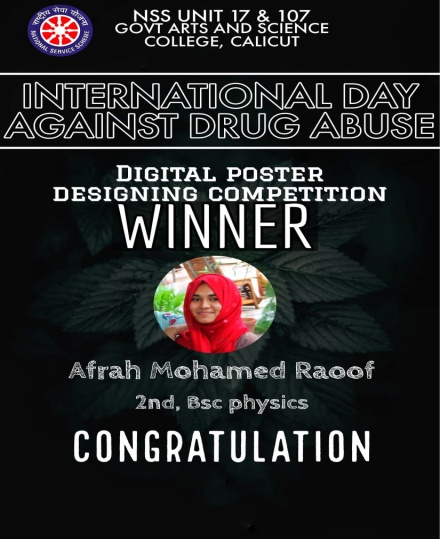 राष्ट्रीय सेवा योजना
NATIONAL SERVICE SCHEME
NSS UNIT 17 & 107
GOVT ARTS AND SCIENCE
COLLEGE, CALICUT
INTERNATIONAL DAY
AGAINST DRUG ABUSE
DIGITAL POSTER
DESIGNING COMPETITION
WINNER
Afrah Mohamed Raoof
2nd, Bsc physics
CONGRATULATION